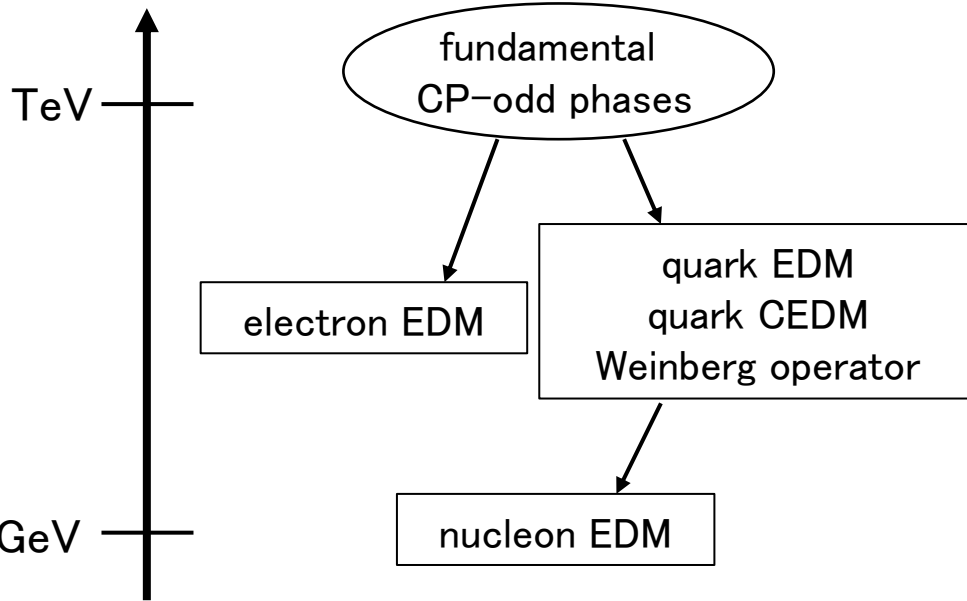 fundamental
CP-odd phases
TeV
quark EDM
quark CEDM
Weinberg operator
electron EDM
nucleon EDM
GeV